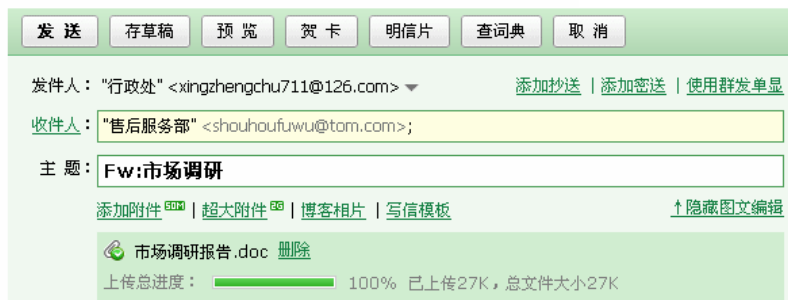 发 送 存草稿 预 览 贺 卡 明信片 查词典 取 消
发件人： "行政处" <xingzhengchu711@126.com> 添加抄送 | 添加密送 | 使用群发单显
收件人： "售后服务部" <shouhoufuwu@tom.com>;
主 题： Fw:市场调研
添加附件 50M | 超大附件 2G | 博客相片 | 写信模板 ↑隐藏图文编辑
市场调研报告.doc 删除
上传总进度： 100% 已上传27K，总文件大小27K